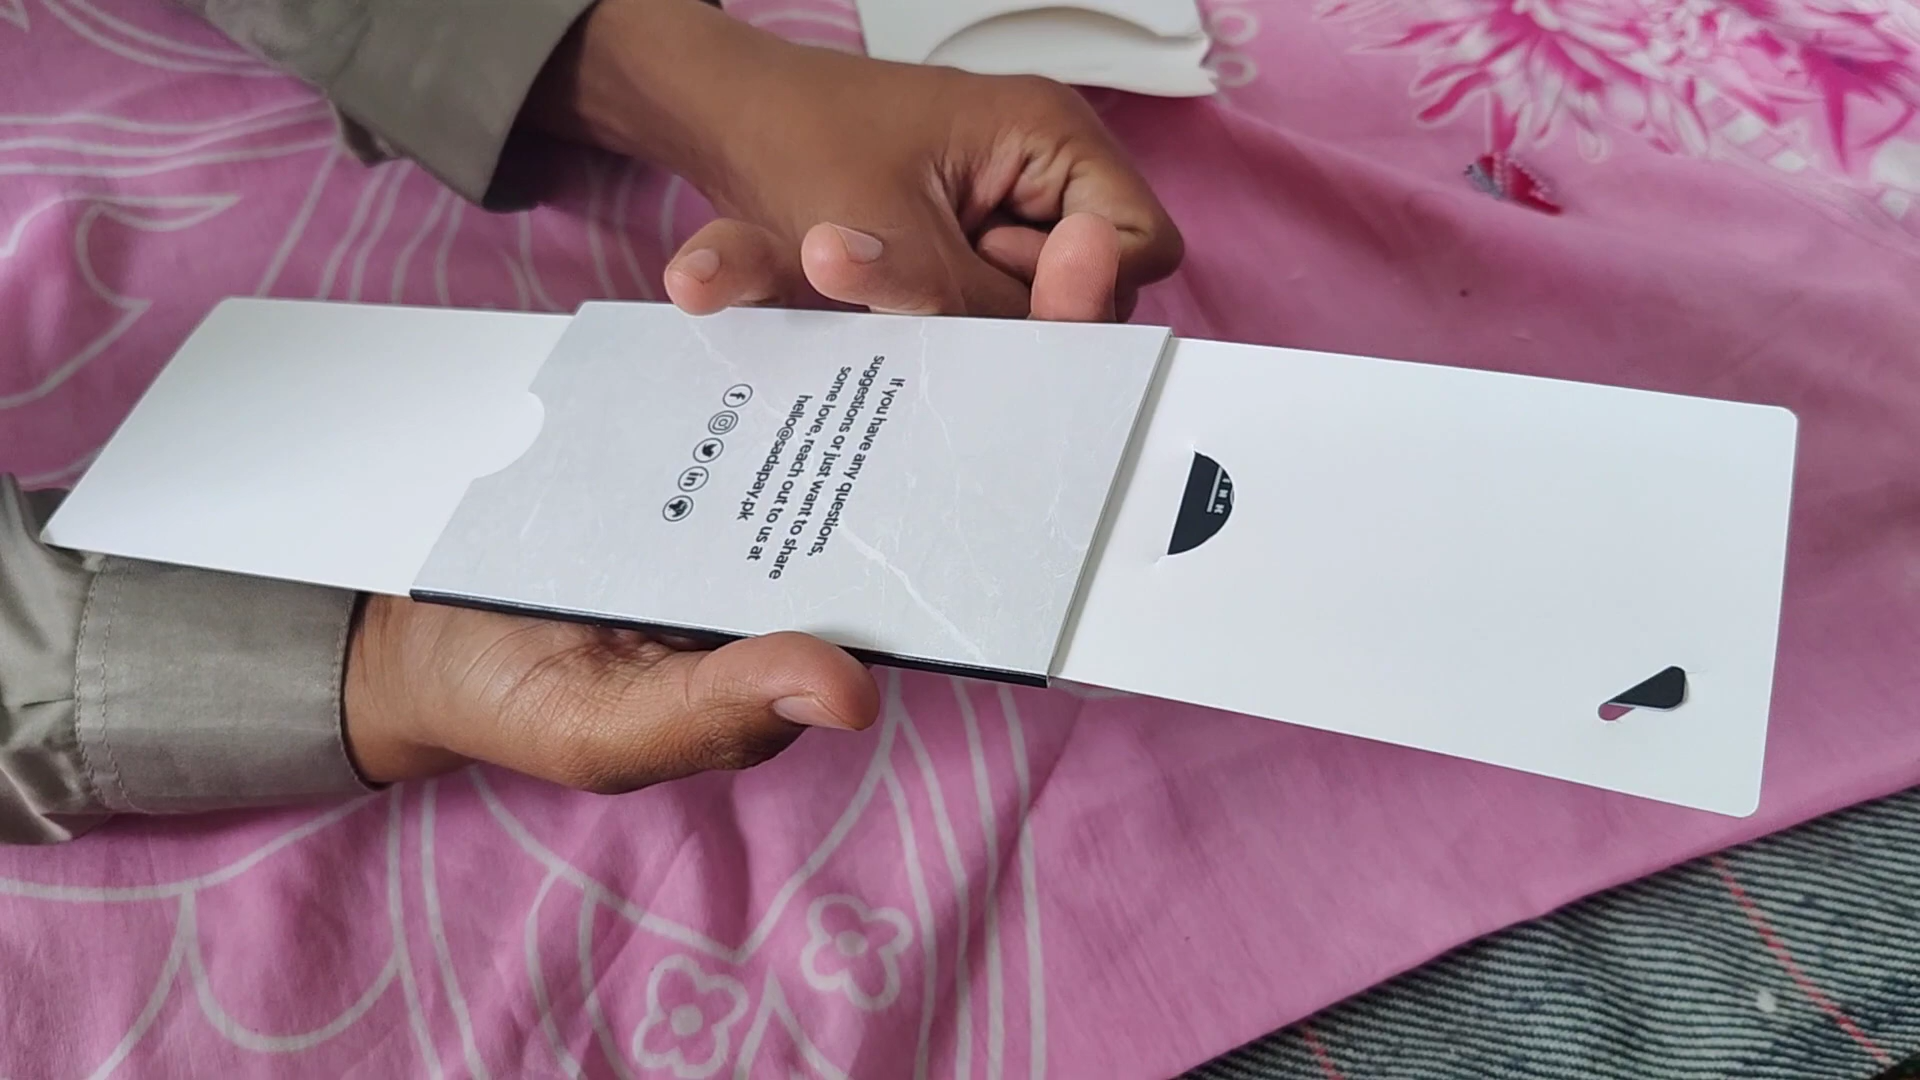 If you have any questions,
suggestions or just want to share
some love, reach out to us at
hello@sadapay.pk